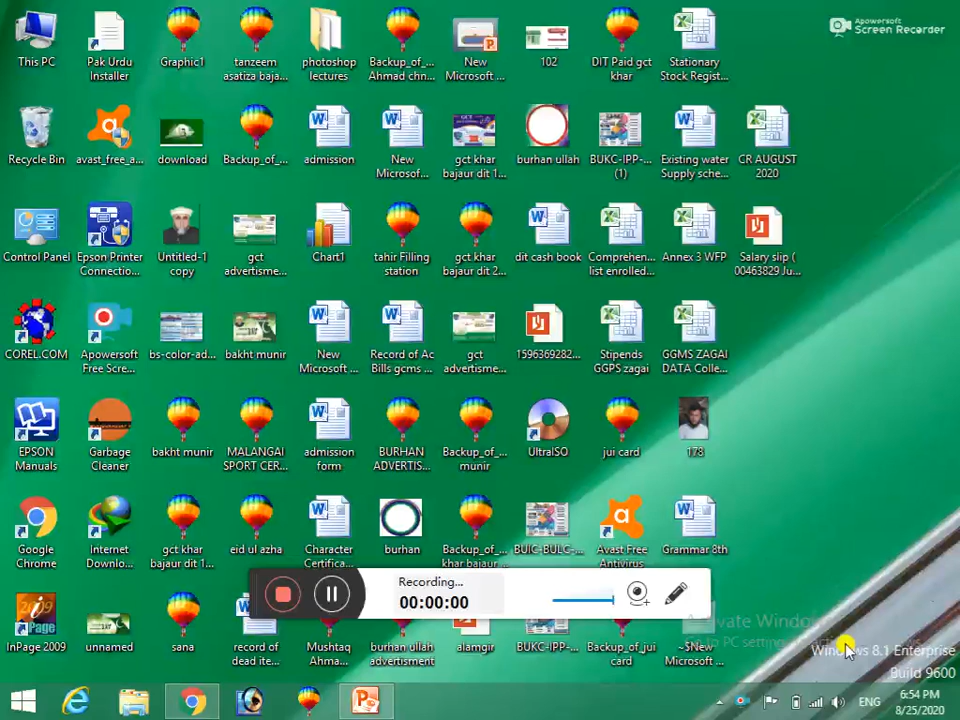 Apowersoft
Screen Recorder
This PC
Pak Urdu
Installer
Graphic1
tanzeem
asatiza baja...
photoshop
lectures
Backup_of_...
Ahmad chn...
New
Microsoft ...
102
DIT Paid gct
khar
Stationary
Stock Regist...
Recycle Bin
avast_free_a...
download
Backup_of_...
admission
New
Microsof...
gct khar
bajaur dit 1...
burhan ullah
BUKC-IPP-...
(1)
Existing water
Supply sche...
CR AUGUST
2020
Control Panel
Epson Printer
Connectio...
Untitled-1
copy
gct
advertisme...
Chart1
tahir Filling
station
gct khar
bajaur dit 2...
dit cash book
Comprehen...
list enrolled...
Annex 3 WFP
Salary slip (
00463829 Ju...
COREL.COM
Apowersoft
Free Scre...
bs-color-ad...
bakht munir
New
Microsoft ...
Record of Ac
Bills gcms ...
gct
advertisme...
1596369282...
Stipends
GGPS zagai
GGMS ZAGAI
DATA Colle...
EPSON
Manuals
Garbage
Cleaner
bakht munir
MALANGAI
SPORT CER...
admission
form
BURHAN
ADVERTIS...
Backup_of_...
munir
UltraISO
jui card
178
Google
Chrome
Internet
Downlo...
gct khar
bajaur dit 1...
eid ul azha
Character
Certifica...
burhan
Backup_of_...
khar bajaur...
BUIC-BULC-...
Avast Free
Antivirus
Grammar 8th
Recording...
00:00:00
InPage 2009
unnamed
sana
record of
dead ite...
Mushtaq
Ahma...
burhan ullah
advertisment
alamgir
BUKC-IPP-...
Backup_of_jui
card
~$New
Microsoft ...
Windows 8.1 Enterprise
Build 9600
ENG
6:54 PM
8/25/2020